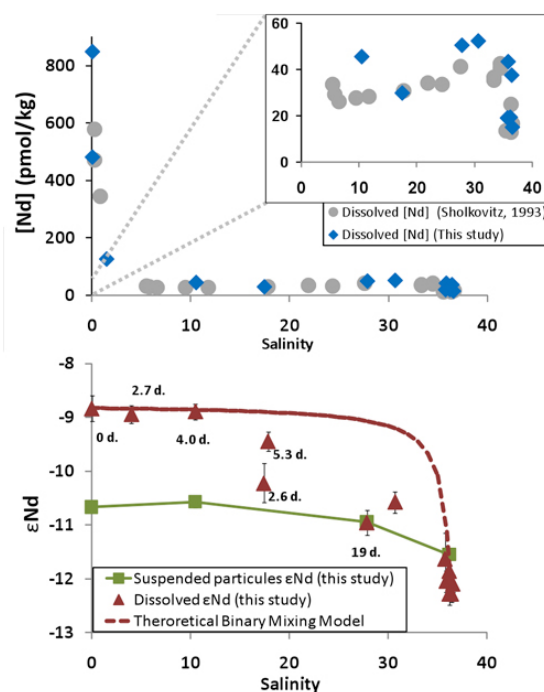 60
40
20
0
0 10 20 30 40
Dissolved [Nd] (Sholkovitz, 1993)
Dissolved [Nd] (This study)
[Nd] (pmol/kg)
800
600
400
200
0
0 10 20 30 40
Salinity
-8
-9
-10
-11
-12
-13
εNd
2.7 d.
0 d.
4.0 d.
5.3 d.
2.6 d.
19 d.
Suspended particules εNd (this study)
Dissolved εNd (this study)
Theroretical Binary Mixing Model
0 10 20 30 40
Salinity